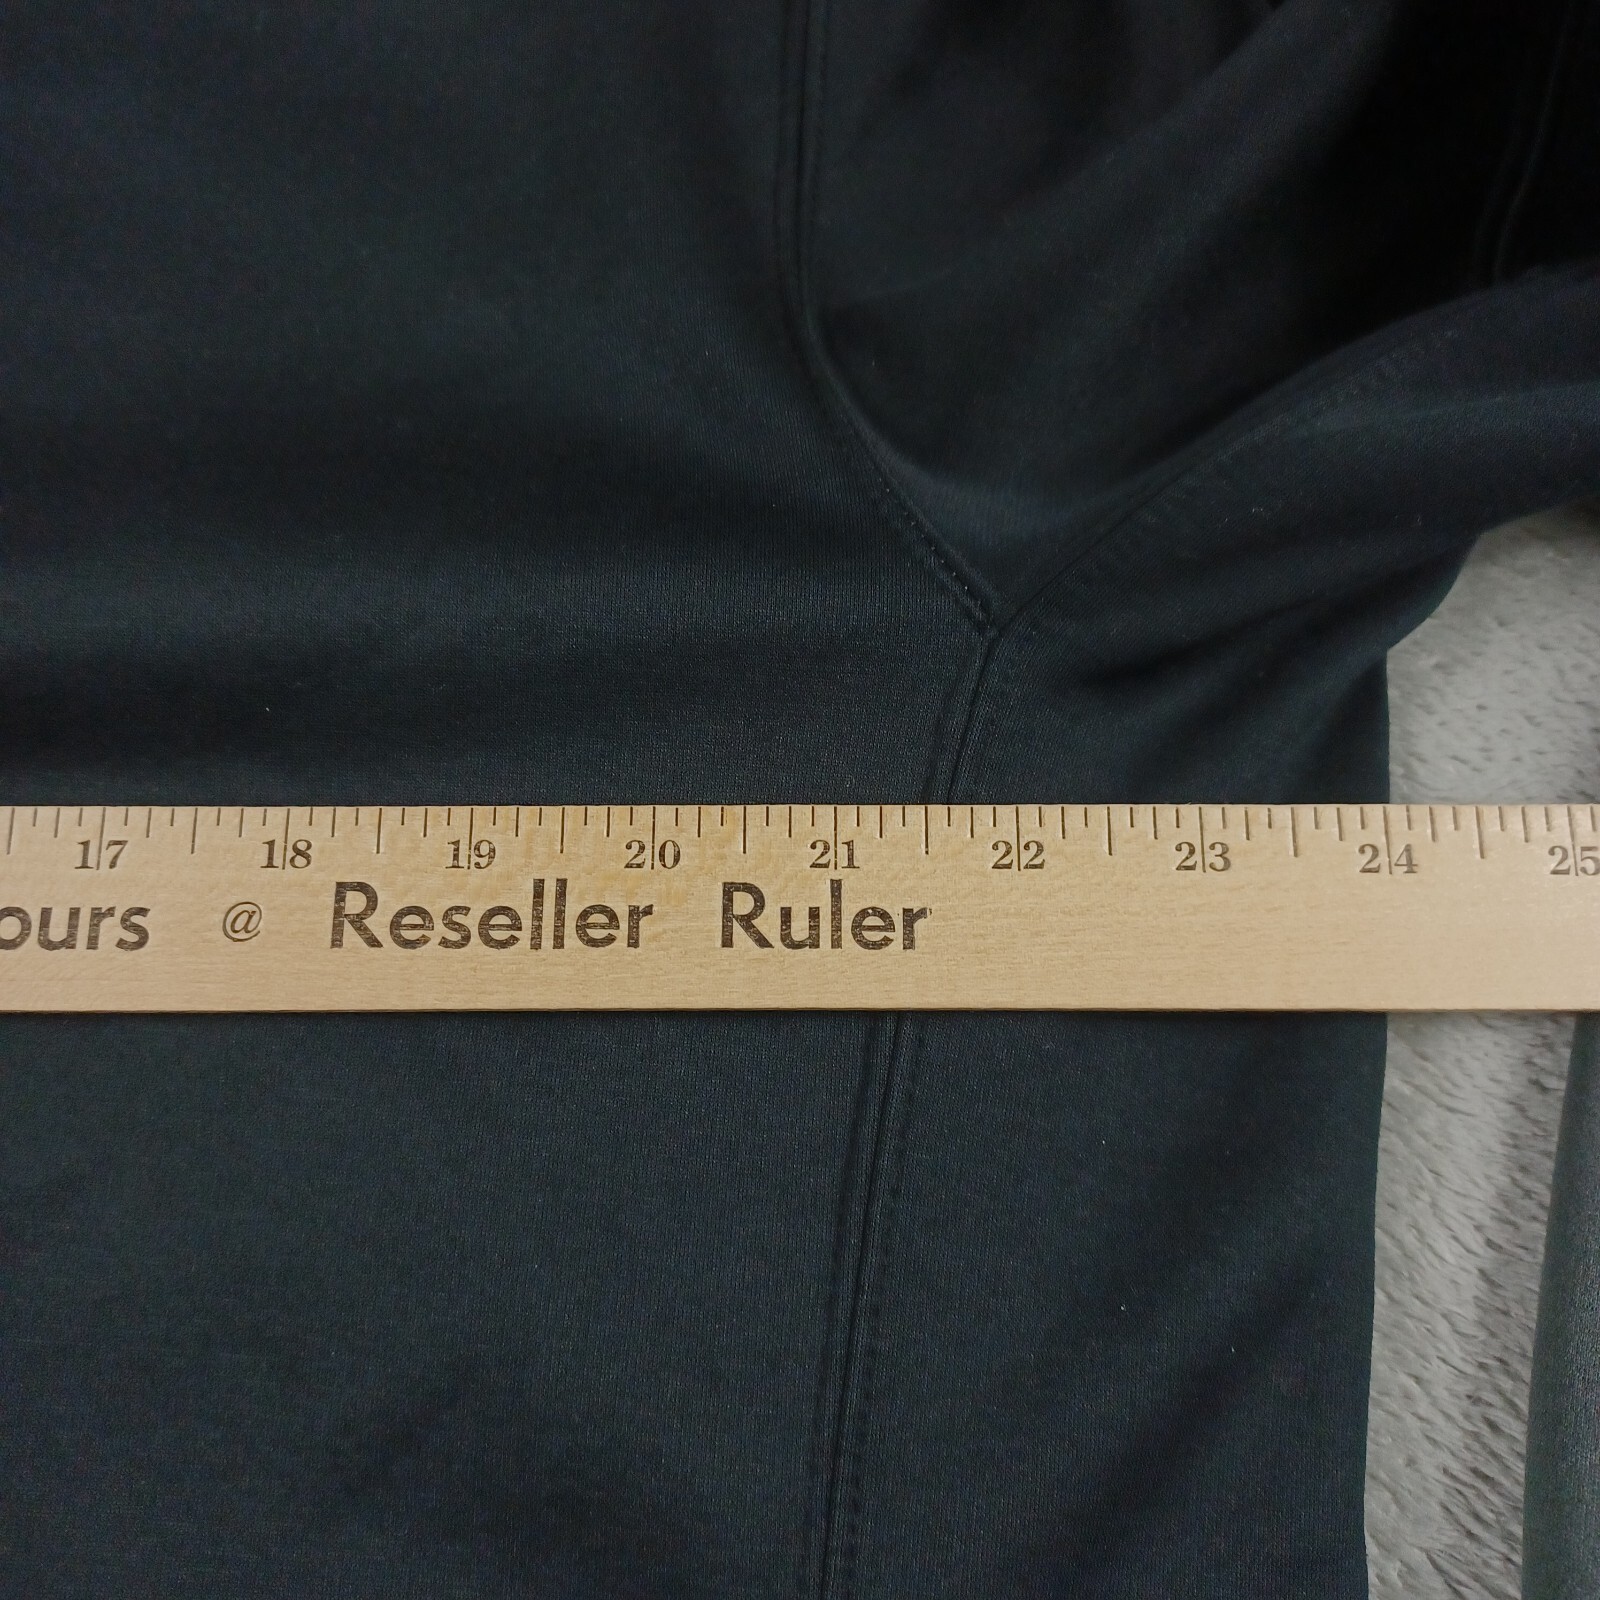 17 18 19 20 21 22 23 24 25
ours @ Reseller Ruler